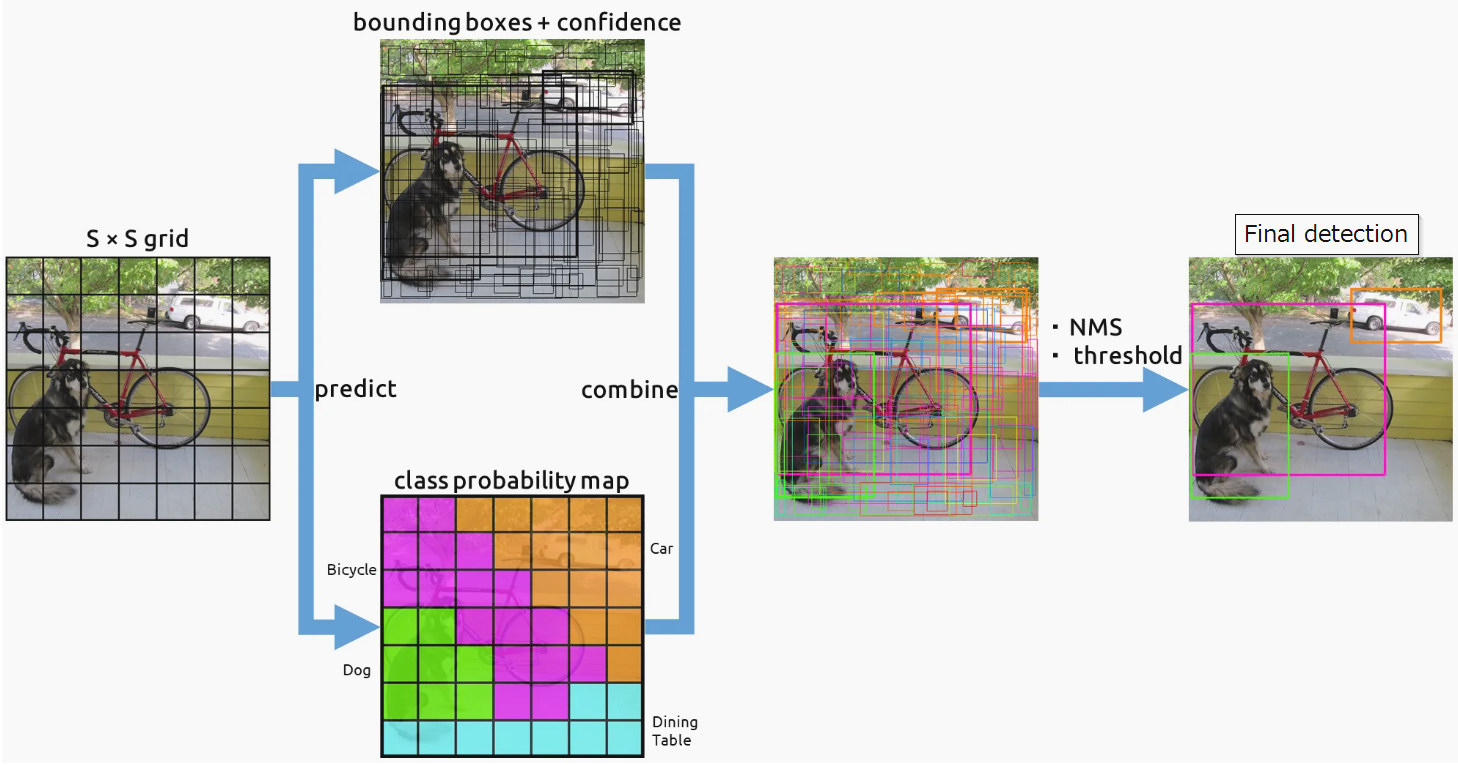 bounding boxes + confidence
S × S grid
predict
class probability map
Bicycle
Car
Dog
Dining
Table
combine
· NMS
· threshold
Final detection